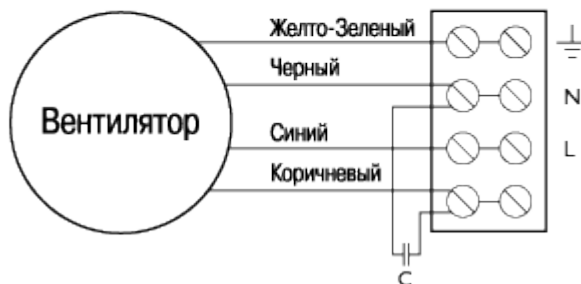 Желто-Зеленый
Черный
N
Вентилятор
Синий
L
Коричневый
C